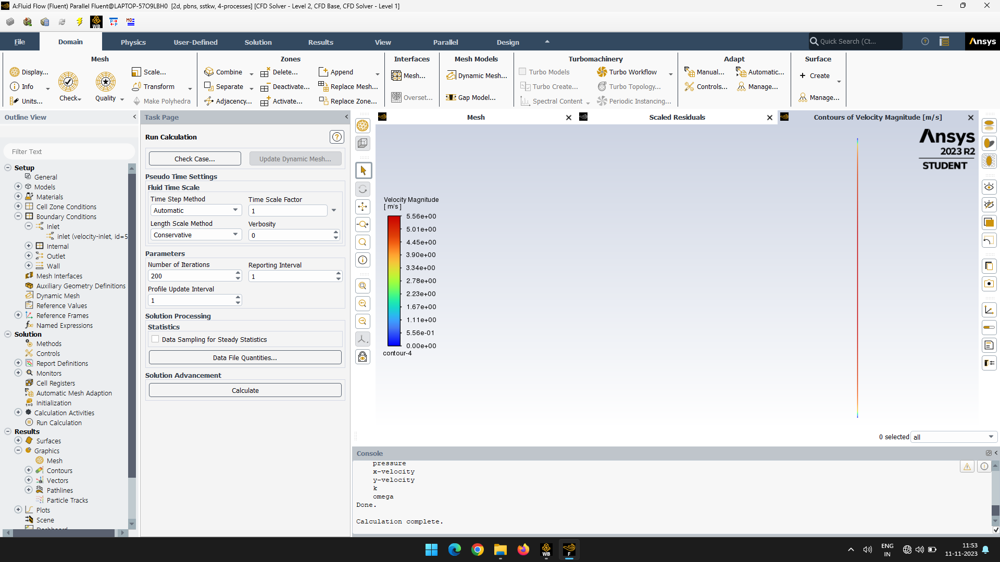 A:Fluid Flow (Fluent) Parallel Fluent@LAPTOP-57O9LBH0 [2d, pbns, sstkw, 4-processes] [CFD Solver - Level 2, CFD Base, CFD Solver - Level 1]
WB
File Domain Physics User-Defined Solution Results View Parallel Design Quick Search (Ct... Ansys
Mesh Zones Interfaces Mesh Models Turbomachinery Adapt Surface
Display... Scale... Combine Delete... Append Mesh... Dynamic Mesh... Turbo Models Turbo Workflow Manual... Automatic... Create
Info Check Quality Transform Separate Deactivate... Replace Mesh... Turbo Create... Turbo Topology... Controls... Manage...
Units... Make Polyhedra Adjacency... Activate... Replace Zone... Overset... Gap Model... Spectral Content Periodic Instancing... Manage...
Outline View
Filter Text
Setup
General
Models
Materials
Cell Zone Conditions
Boundary Conditions
Inlet
inlet (velocity-inlet, id=5
Internal
Outlet
Wall
Mesh Interfaces
Auxiliary Geometry Definitions
Dynamic Mesh
Reference Values
Reference Frames
Named Expressions
Solution
Methods
Controls
Report Definitions
Monitors
Cell Registers
Automatic Mesh Adaption
Initialization
Calculation Activities
Run Calculation
Results
Surfaces
Graphics
Mesh
Contours
Vectors
Pathlines
Particle Tracks
Plots
Scene
Dashboard
Task Page
Run Calculation
Check Case... Update Dynamic Mesh...
Pseudo Time Settings
Fluid Time Scale
Time Step Method Time Scale Factor
Automatic 1
Length Scale Method Verbosity
Conservative 0
Parameters
Number of Iterations Reporting Interval
200 1
Profile Update Interval
1
Solution Processing
Statistics
Data Sampling for Steady Statistics
Data File Quantities...
Solution Advancement
Calculate
Mesh Scaled Residuals Contours of Velocity Magnitude [m/s]
Ansys
2023 R2
STUDENT
Velocity Magnitude
[ m/s ]
5.56e+00
5.01e+00
4.45e+00
3.90e+00
3.34e+00
2.78e+00
2.23e+00
1.67e+00
1.11e+00
5.56e-01
0.00e+00
contour-4
0 selected all
Console
pressure
x-velocity
y-velocity
k
omega
Done.
Calculation complete.
WB F ENG IN 11:53 11-11-2023